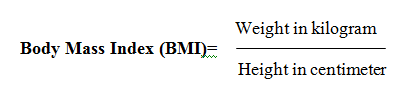 Weight in kilogram
Body Mass Index (BMI)=
Height in centimeter